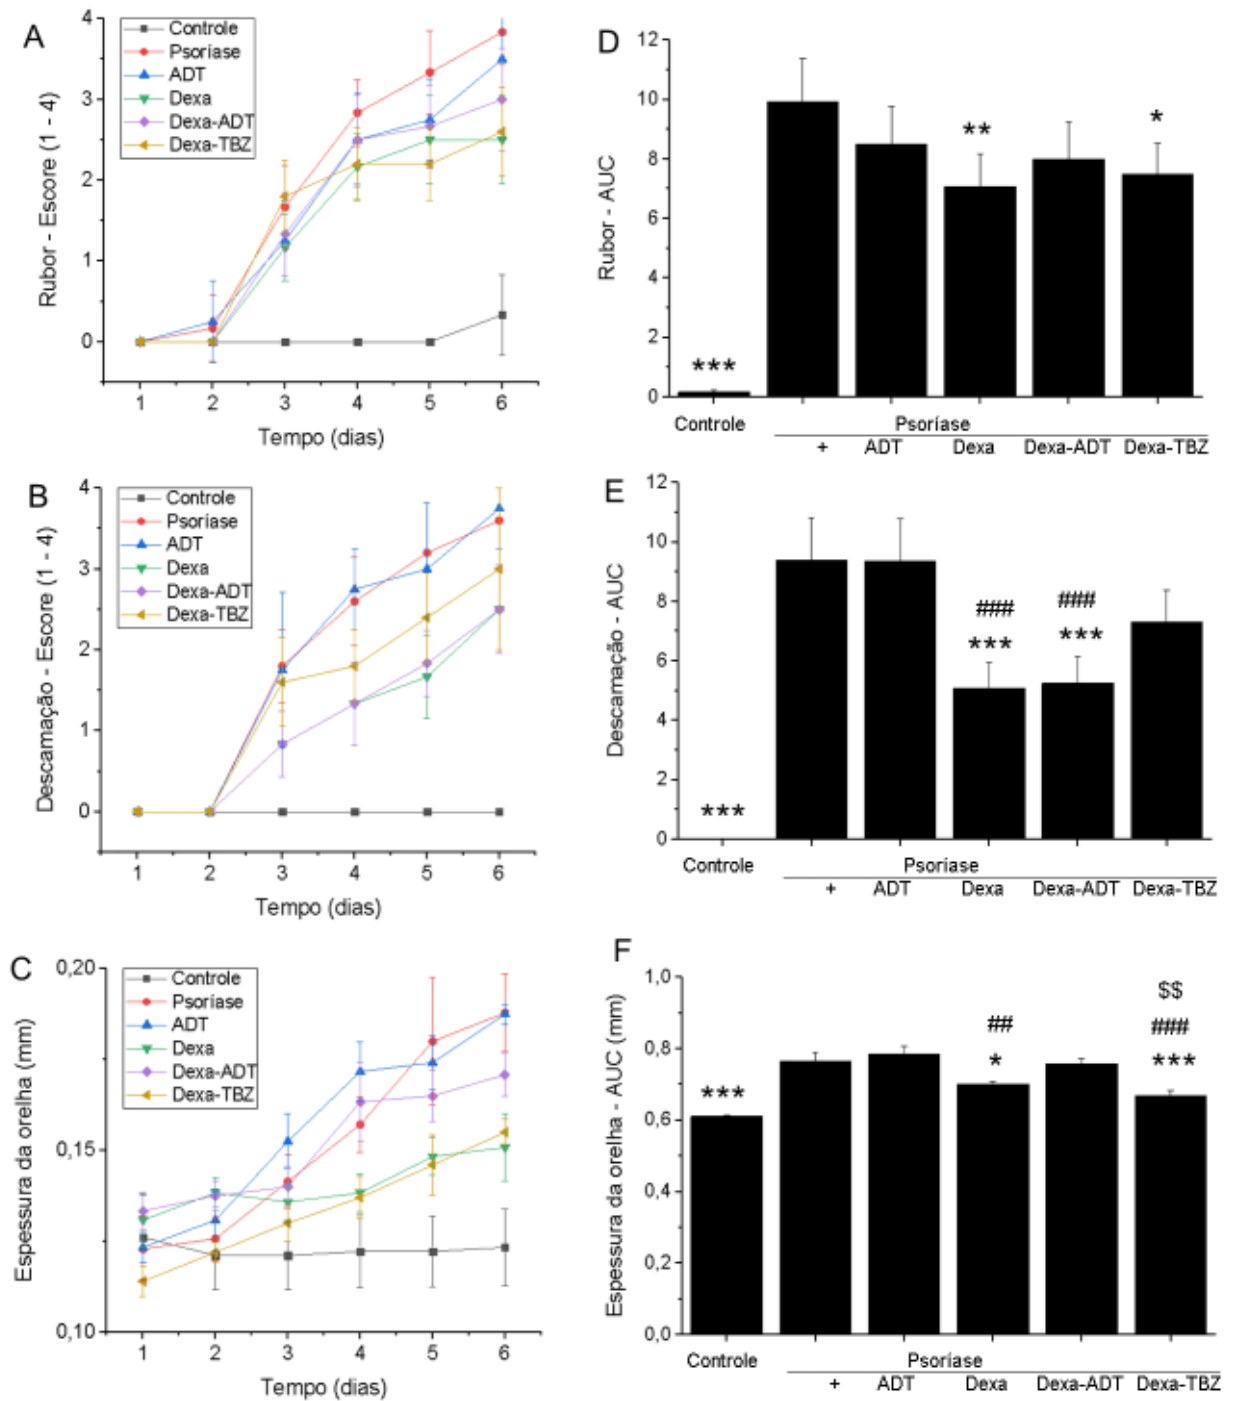 A
Rubor - Escore (1 - 4)
4
3
2
1
0
Controle
Psoriase
ADT
Dexa
Dexa-ADT
Dexa-TBZ
1 2 3 4 5 6
Tempo (dias)
D
Rubor - AUC
12
10
8
6
4
2
0
***
**
*
Controle Psoríase
+ ADT Dexa Dexa-ADT Dexa-TBZ
B
Descamação - Escore (1 - 4)
4
3
2
1
0
Controle
Psoriase
ADT
Dexa
Dexa-ADT
Dexa-TBZ
1 2 3 4 5 6
Tempo (dias)
E
Descamação - AUC
12
10
8
6
4
2
0
### ###
*** ***
***
Controle Psoríase
+ ADT Dexa Dexa-ADT Dexa-TBZ
C
Espessura da orelha (mm)
0,20
0,15
0,10
Controle
Psoriase
ADT
Dexa
Dexa-ADT
Dexa-TBZ
1 2 3 4 5 6
Tempo (dias)
F
Espessura da orelha - AUC (mm)
1,0
0,8
0,6
0,4
0,2
0,0
$$
## ###
* ***
***
Controle Psoríase
+ ADT Dexa Dexa-ADT Dexa-TBZ